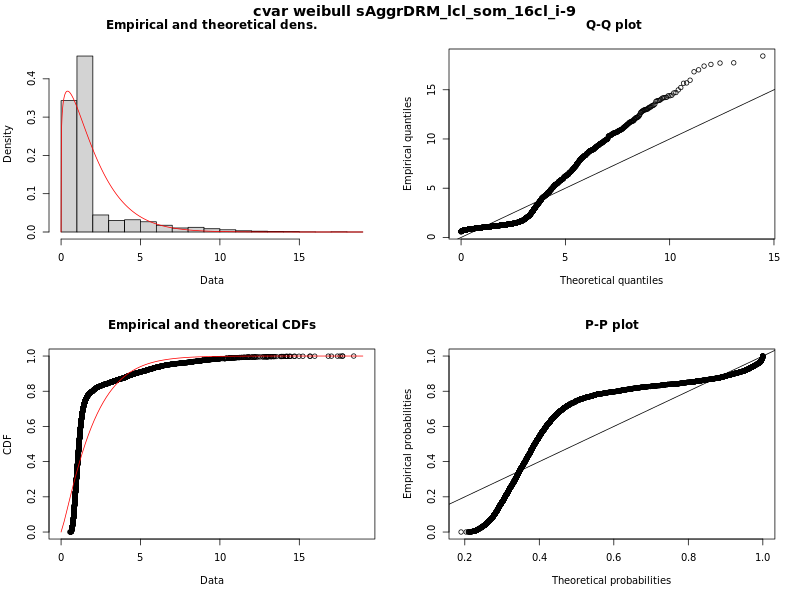 cvar weibull sAggrDRM_lcl_som_16cl_i-9
Empirical and theoretical dens.
Density
0.0 0.1 0.2 0.3 0.4
0 5 10 15
Data
Q-Q plot
Empirical quantiles
0 5 10 15
0 5 10 15
Theoretical quantiles
Empirical and theoretical CDFs
CDF
0.0 0.2 0.4 0.6 0.8 1.0
0 5 10 15
Data
P-P plot
Empirical probabilities
0.0 0.2 0.4 0.6 0.8 1.0
0.2 0.4 0.6 0.8 1.0
Theoretical probabilities